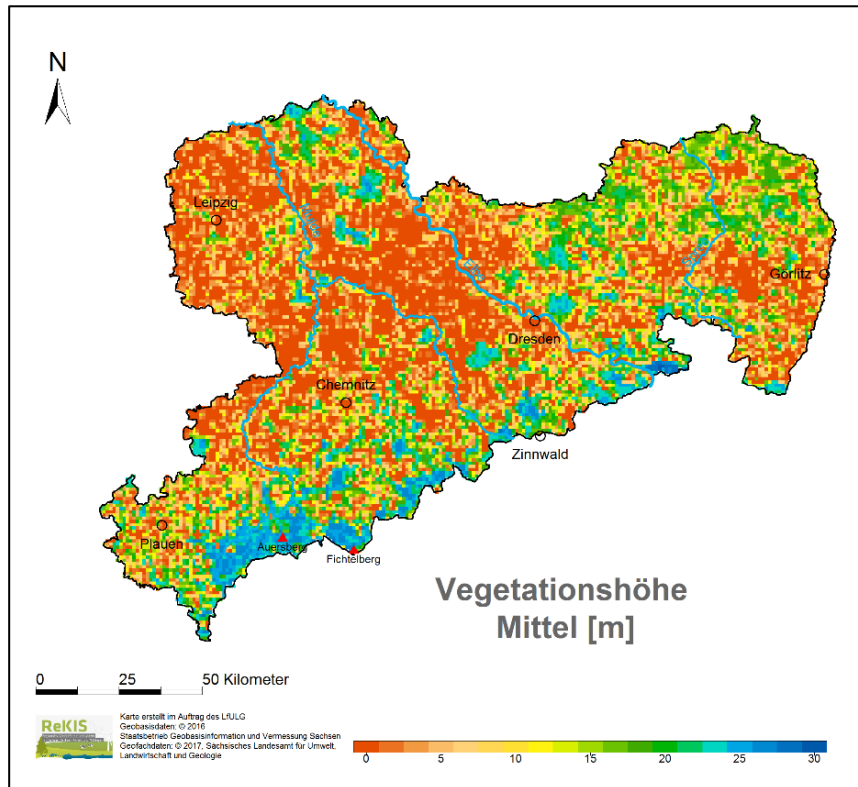 N
Leipzig
Elbe
Görlitz
Dresden
Chemnitz
Zinnwald
Plauen
Auersberg
Fichtelberg
Vegetationshöhe
Mittel [m]
0 25 50 Kilometer
ReKIS
Karte erstellt im Auftrag des LfULG
Geobasisdaten: © 2016
Staatsbetrieb Geobasisinformation und Vermessung Sachsen
Geofachdaten: © 2017, Sächsisches Landesamt für Umwelt,
Landwirtschaft und Geologie
0 5 10 15 20 25 30